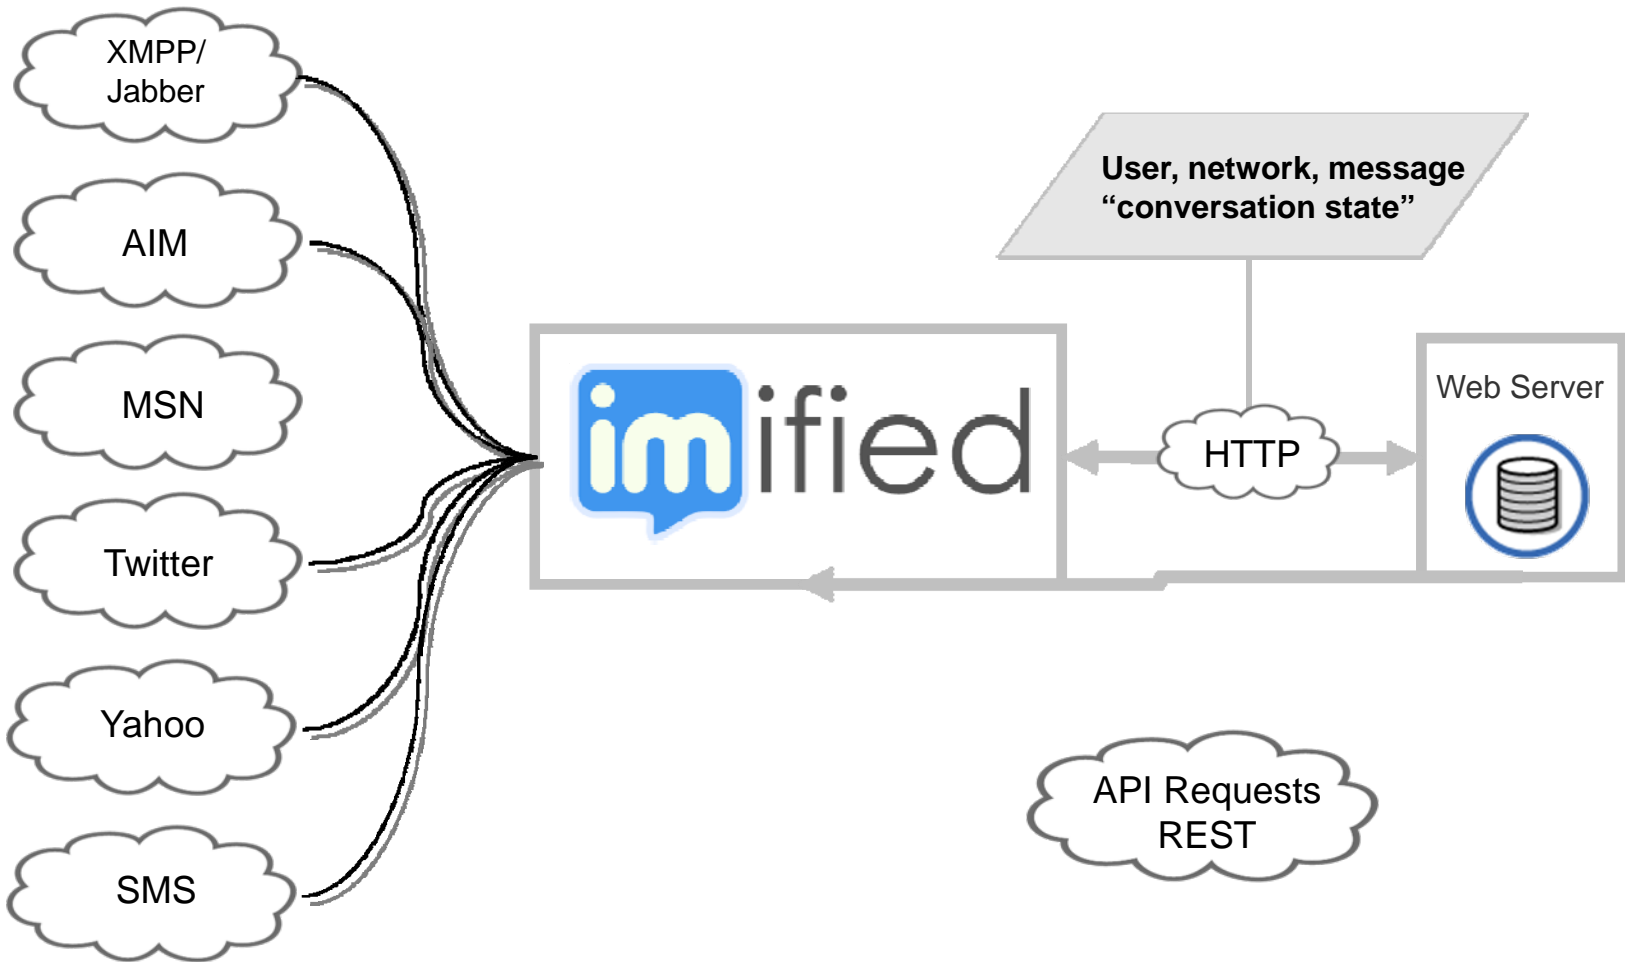 XMPP/
Jabber
AIM
MSN
Twitter
Yahoo
SMS
imified
User, network, message
“conversation state”
HTTP
Web Server
API Requests
REST